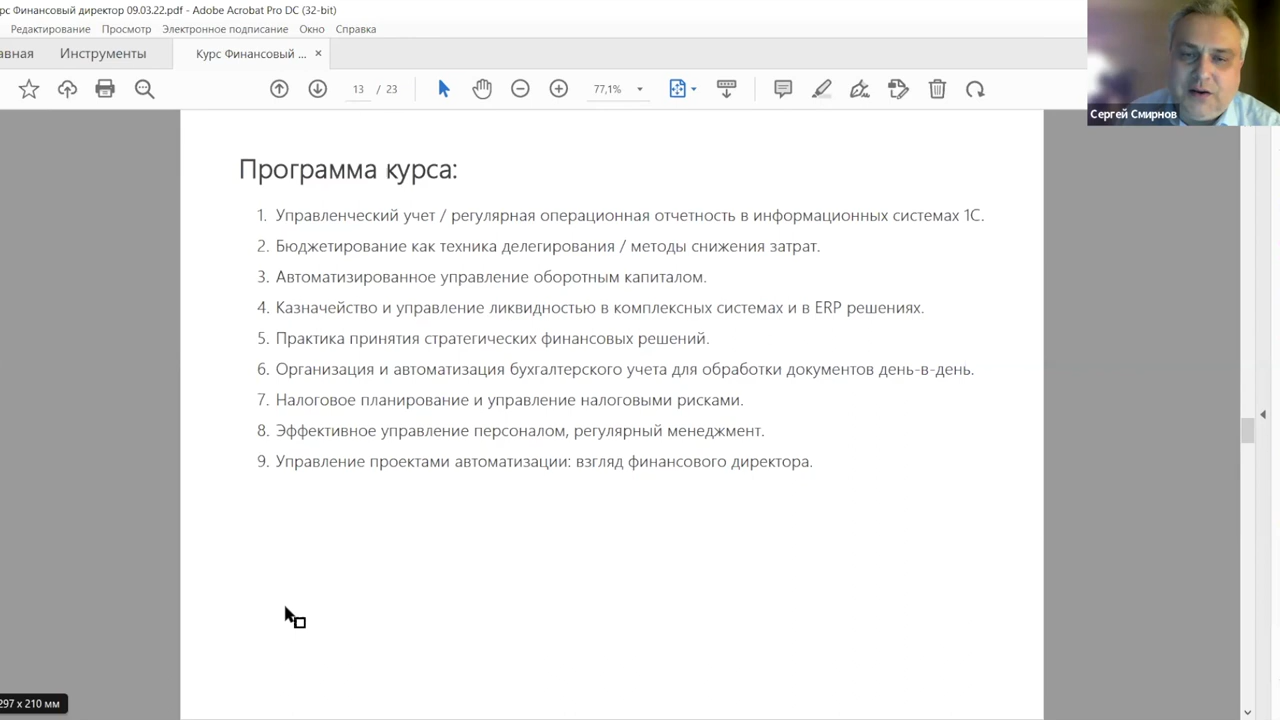 рс Финансовый директор 09.03.22.pdf - Adobe Acrobat Pro DC (32-bit)
Редактирование Просмотр Электронное подписание Окно Справка
авная Инструменты Курс Финансовый ... ×
13 / 23 77,1%
Сергей Смирнов
Программа курса:
1. Управленческий учет / регулярная операционная отчетность в информационных системах 1С.
2. Бюджетирование как техника делегирования / методы снижения затрат.
3. Автоматизированное управление оборотным капиталом.
4. Казначейство и управление ликвидностью в комплексных системах и в ERP решениях.
5. Практика принятия стратегических финансовых решений.
6. Организация и автоматизация бухгалтерского учета для обработки документов день-в-день.
7. Налоговое планирование и управление налоговыми рисками.
8. Эффективное управление персоналом, регулярный менеджмент.
9. Управление проектами автоматизации: взгляд финансового директора.
297 x 210 мм